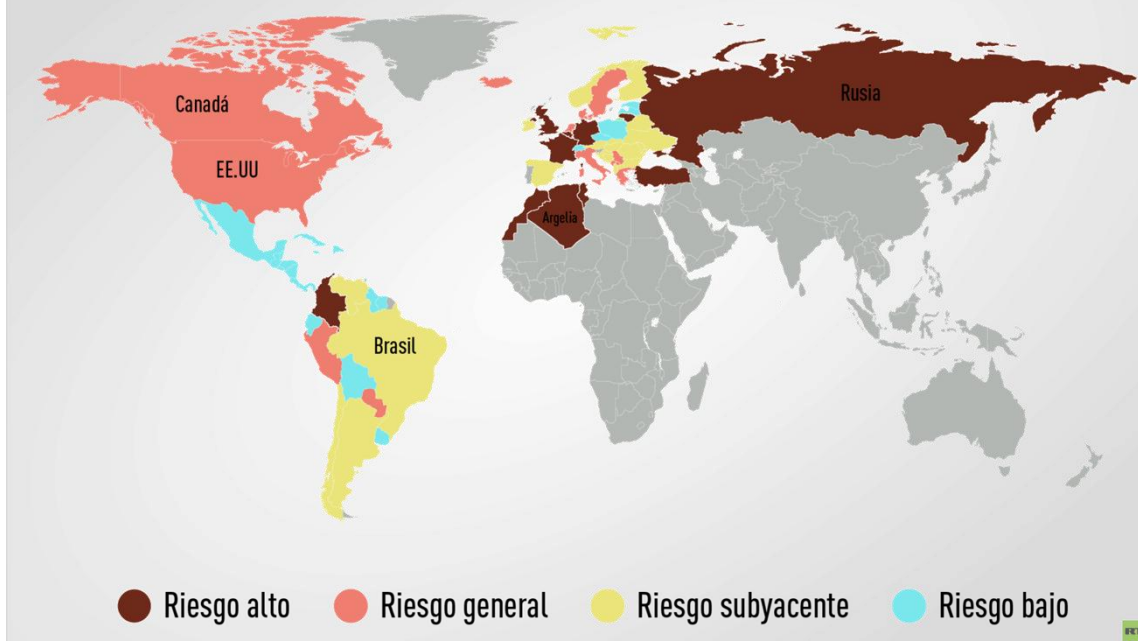 Canadá
Rusia
EE.UU
Argelia
Brasil
Riesgo alto
Riesgo general
Riesgo subyacente
Riesgo bajo